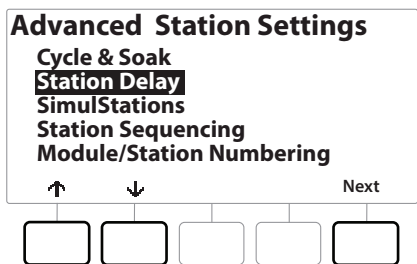 Advanced Station Settings
Cycle & Soak
Station Delay
SimulStations
Station Sequencing
Module/Station Numbering
↑ ↓ Next